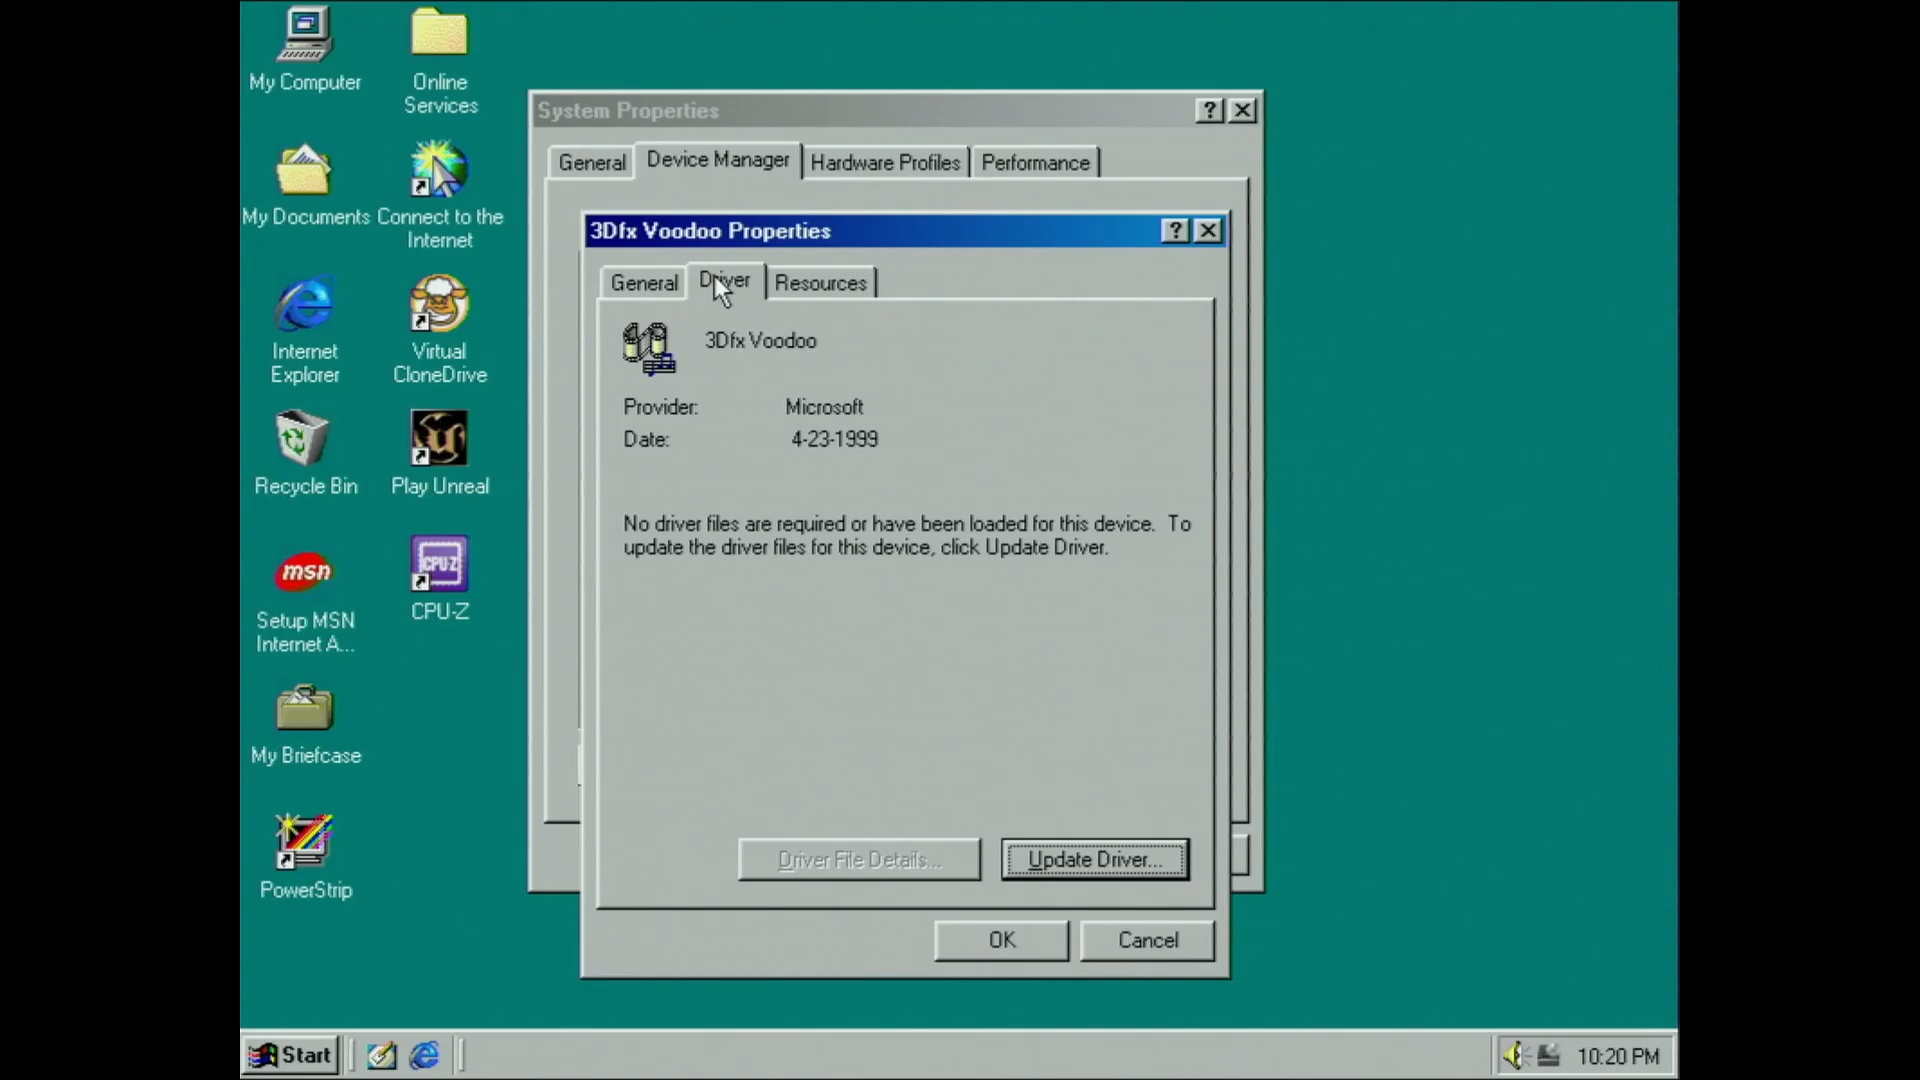 My Computer
Online
Services
My Documents
Connect to the
Internet
Internet
Explorer
Virtual
CloneDrive
Recycle Bin
Play Unreal
msn
Setup MSN
Internet A...
CPU-Z
CPU-Z
My Briefcase
PowerStrip
System Properties
General
Device Manager
Hardware Profiles
Performance
3Dfx Voodoo Properties
General
Driver
Resources
3Dfx Voodoo
Provider: Microsoft
Date: 4-23-1999
No driver files are required or have been loaded for this device. To
update the driver files for this device, click Update Driver.
Driver File Details...
Update Driver...
OK
Cancel
Start
10:20 PM